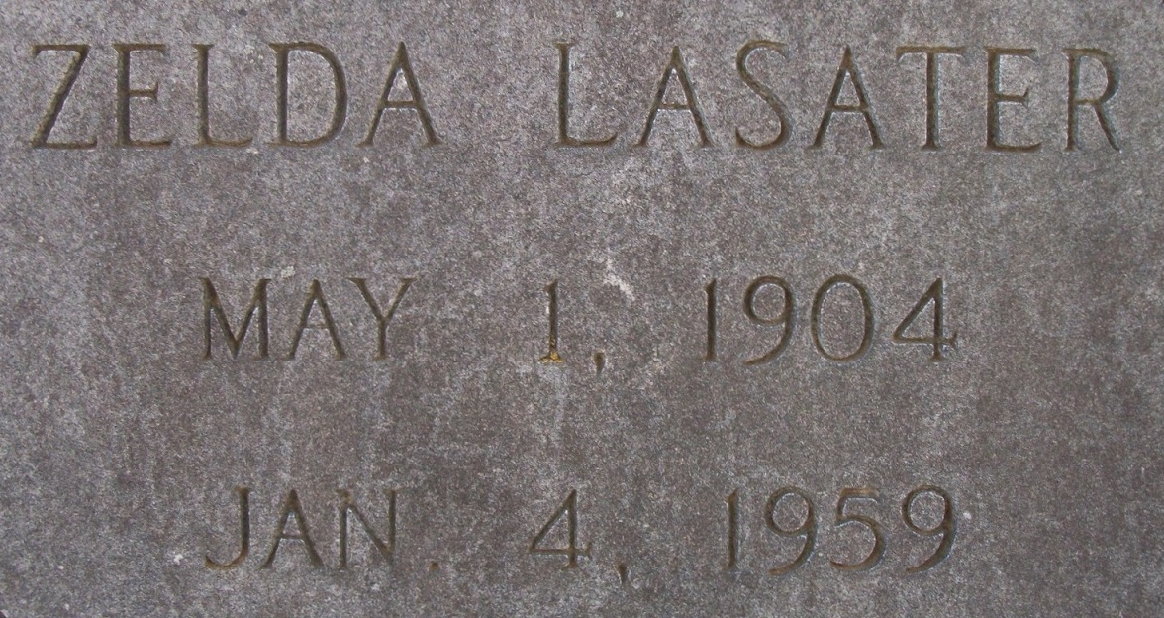 ZELDA LASATER
MAY 1, 1904
JAN. 4, 1959